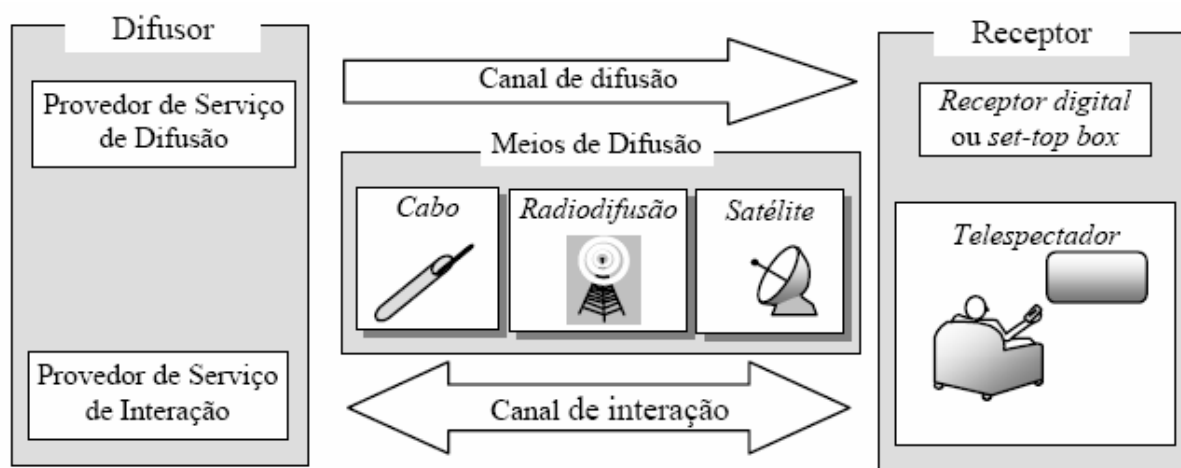 Difusor
Provedor de Serviço
de Difusão
Provedor de Serviço
de Interação
Canal de difusão
Meios de Difusão
Cabo
Radiodifusão
Satélite
Canal de interação
Receptor
Receptor digital
ou set-top box
Telespectador